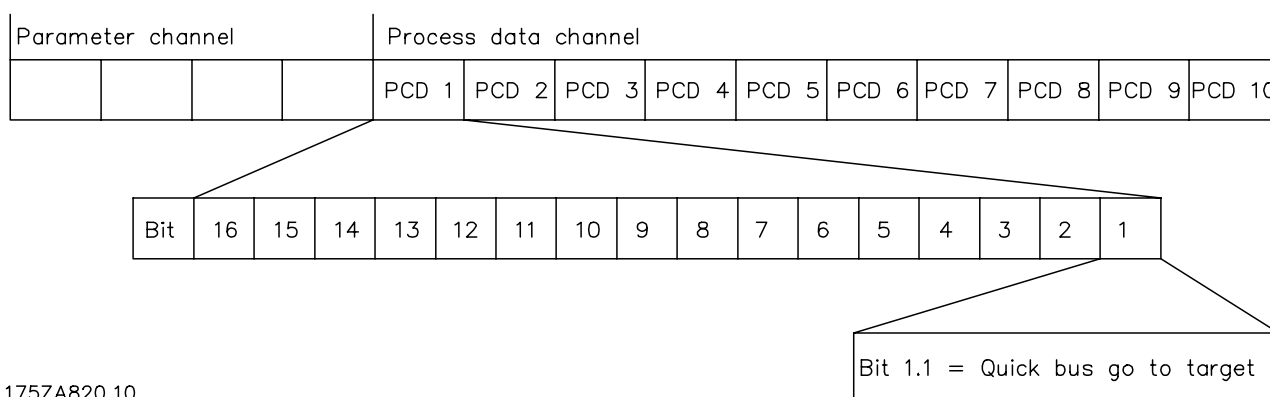 Parameter channel Process data channel
PCD 1 PCD 2 PCD 3 PCD 4 PCD 5 PCD 6 PCD 7 PCD 8 PCD 9 PCD 10
Bit 16 15 14 13 12 11 10 9 8 7 6 5 4 3 2 1
Bit 1.1 = Quick bus go to target
175ZA820.10